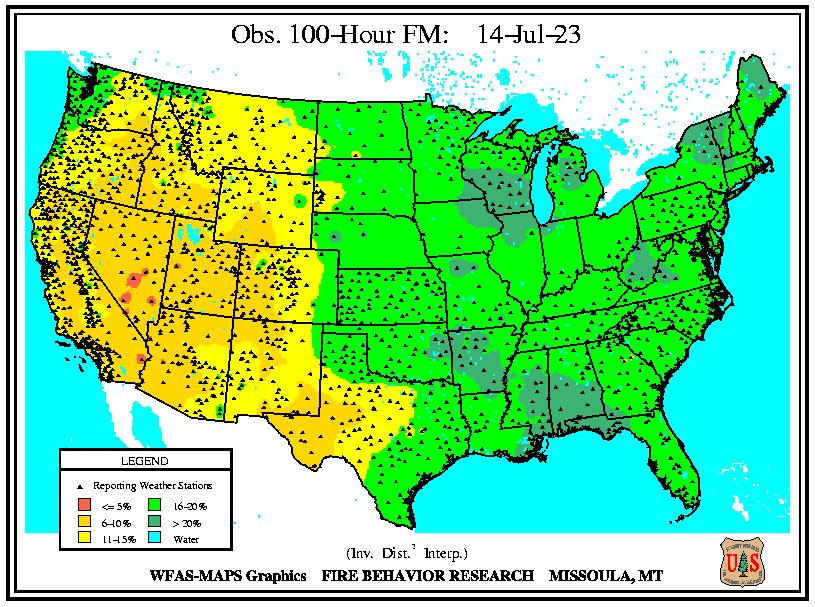 Obs. 100-Hour FM: 14-Jul-23
LEGEND
Reporting Weather Stations
<= 5%
16-20%
6-10%
> 20%
11-15%
Water
(Inv. Dist.² Interp.)
WFAS-MAPS Graphics FIRE BEHAVIOR RESEARCH MISSOULA, MT
US